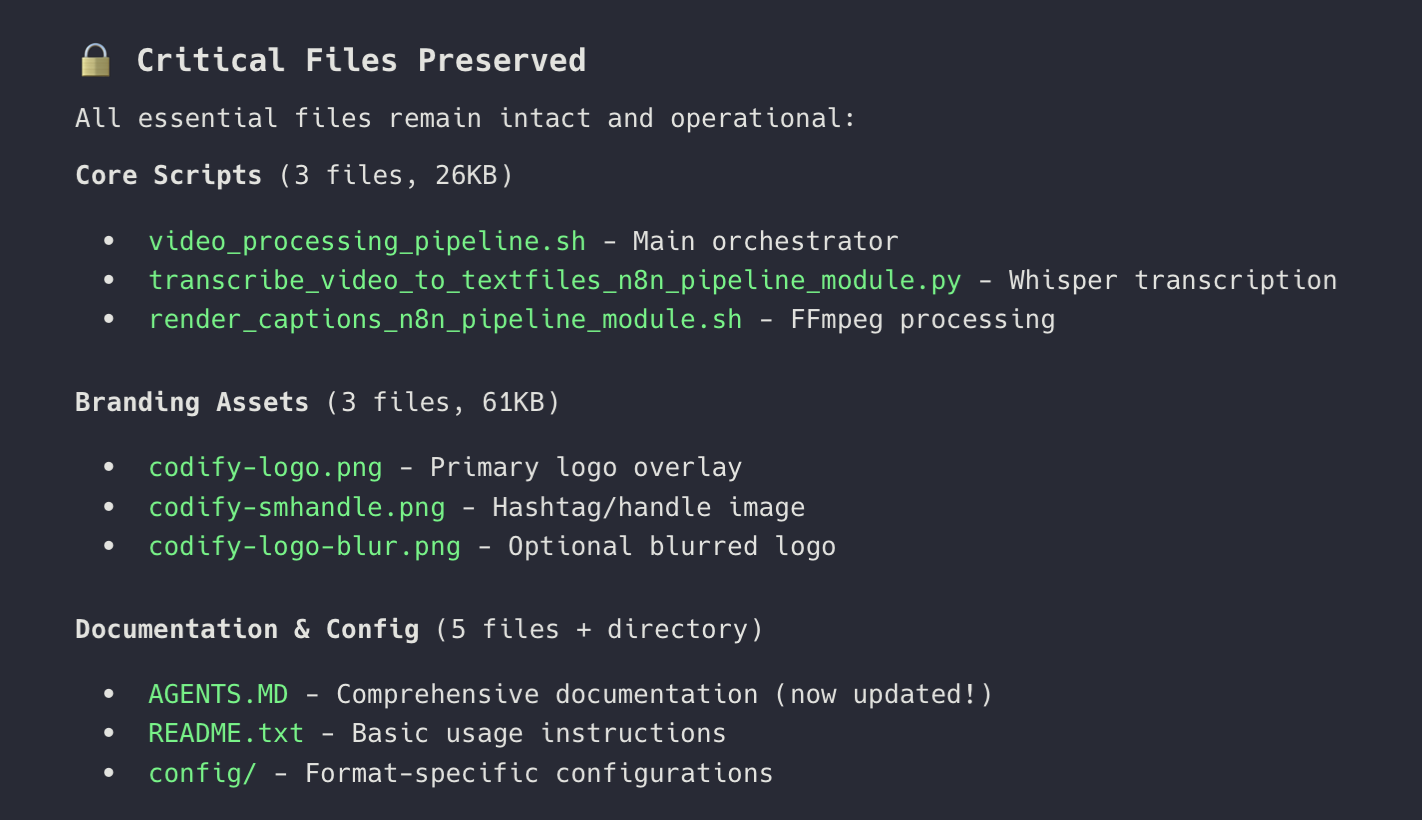 🔒 Critical Files Preserved
All essential files remain intact and operational:
Core Scripts (3 files, 26KB)
• video_processing_pipeline.sh - Main orchestrator
• transcribe_video_to_textfiles_n8n_pipeline_module.py - Whisper transcription
• render_captions_n8n_pipeline_module.sh - FFmpeg processing
Branding Assets (3 files, 61KB)
• codify-logo.png - Primary logo overlay
• codify-smhandle.png - Hashtag/handle image
• codify-logo-blur.png - Optional blurred logo
Documentation & Config (5 files + directory)
• AGENTS.MD - Comprehensive documentation (now updated!)
• README.txt - Basic usage instructions
• config/ - Format-specific configurations